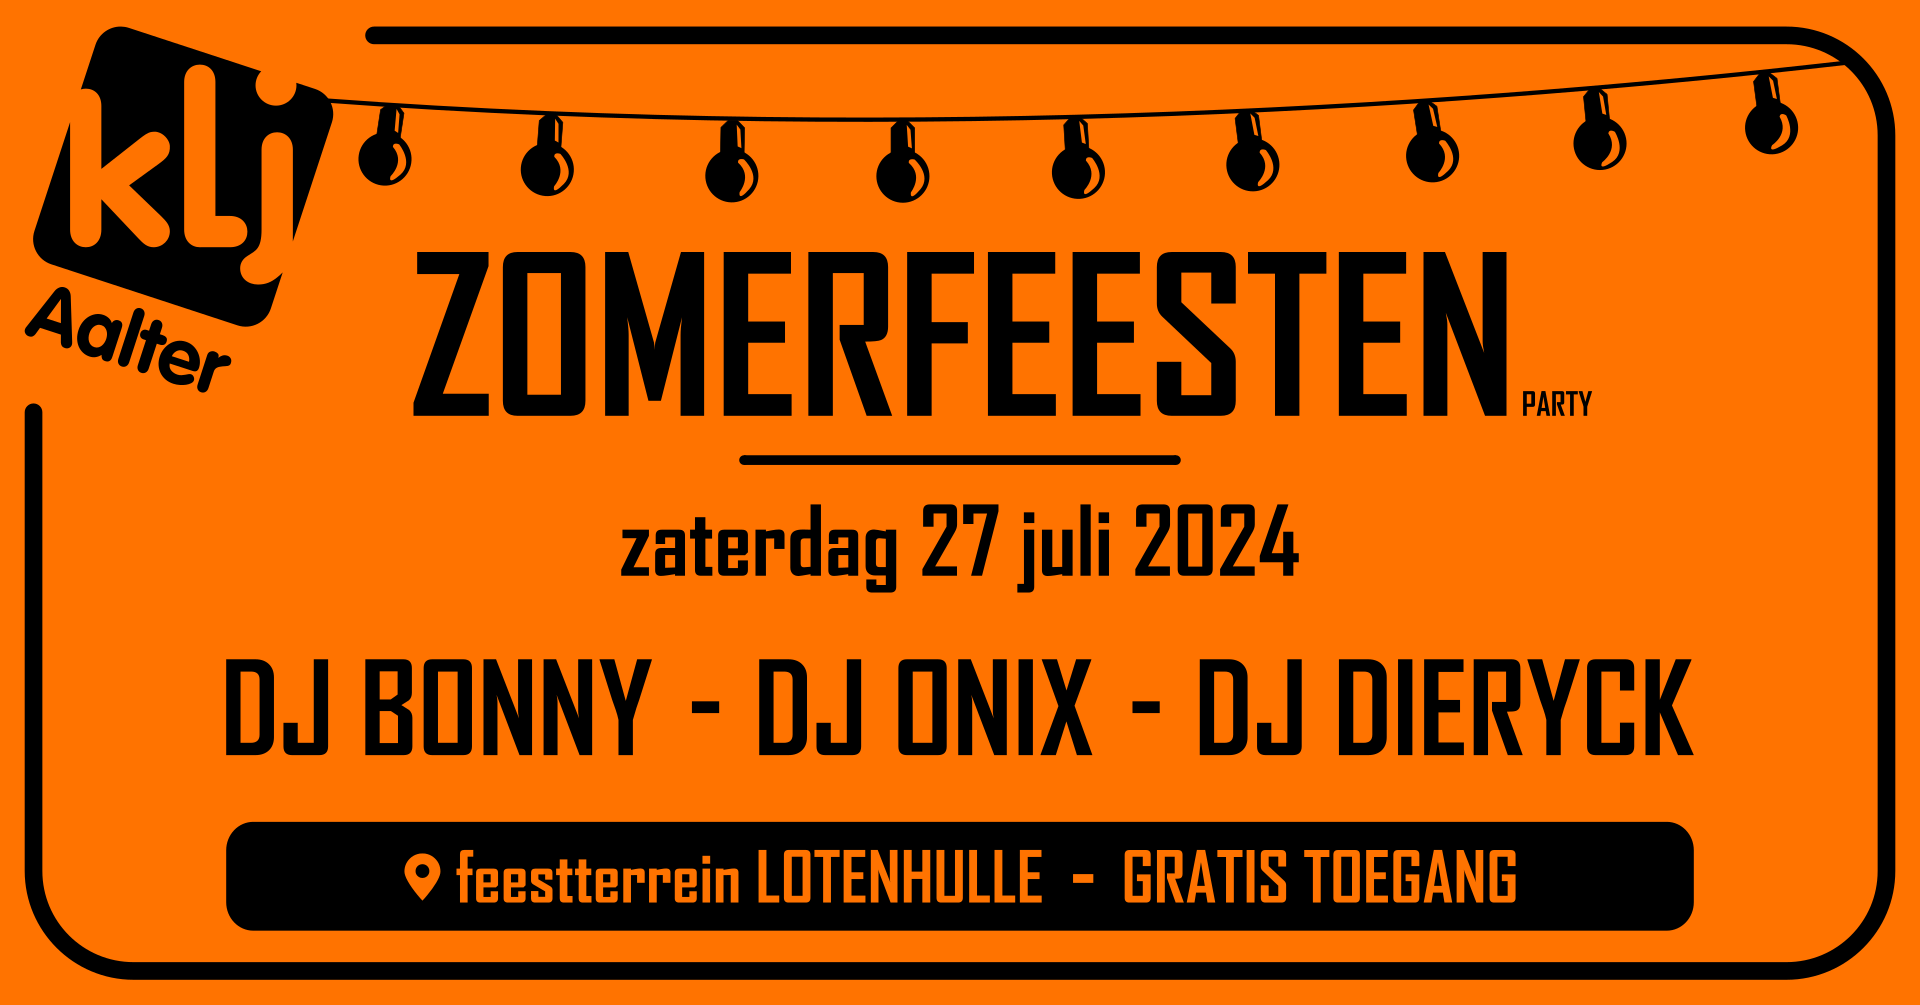 klj
Aalter
ZOMERFEESTEN PARTY
zaterdag 27 juli 2024
DJ BONNY - DJ ONIX - DJ DIERYCK
feestterrein LOTENHULLE - GRATIS TOEGANG